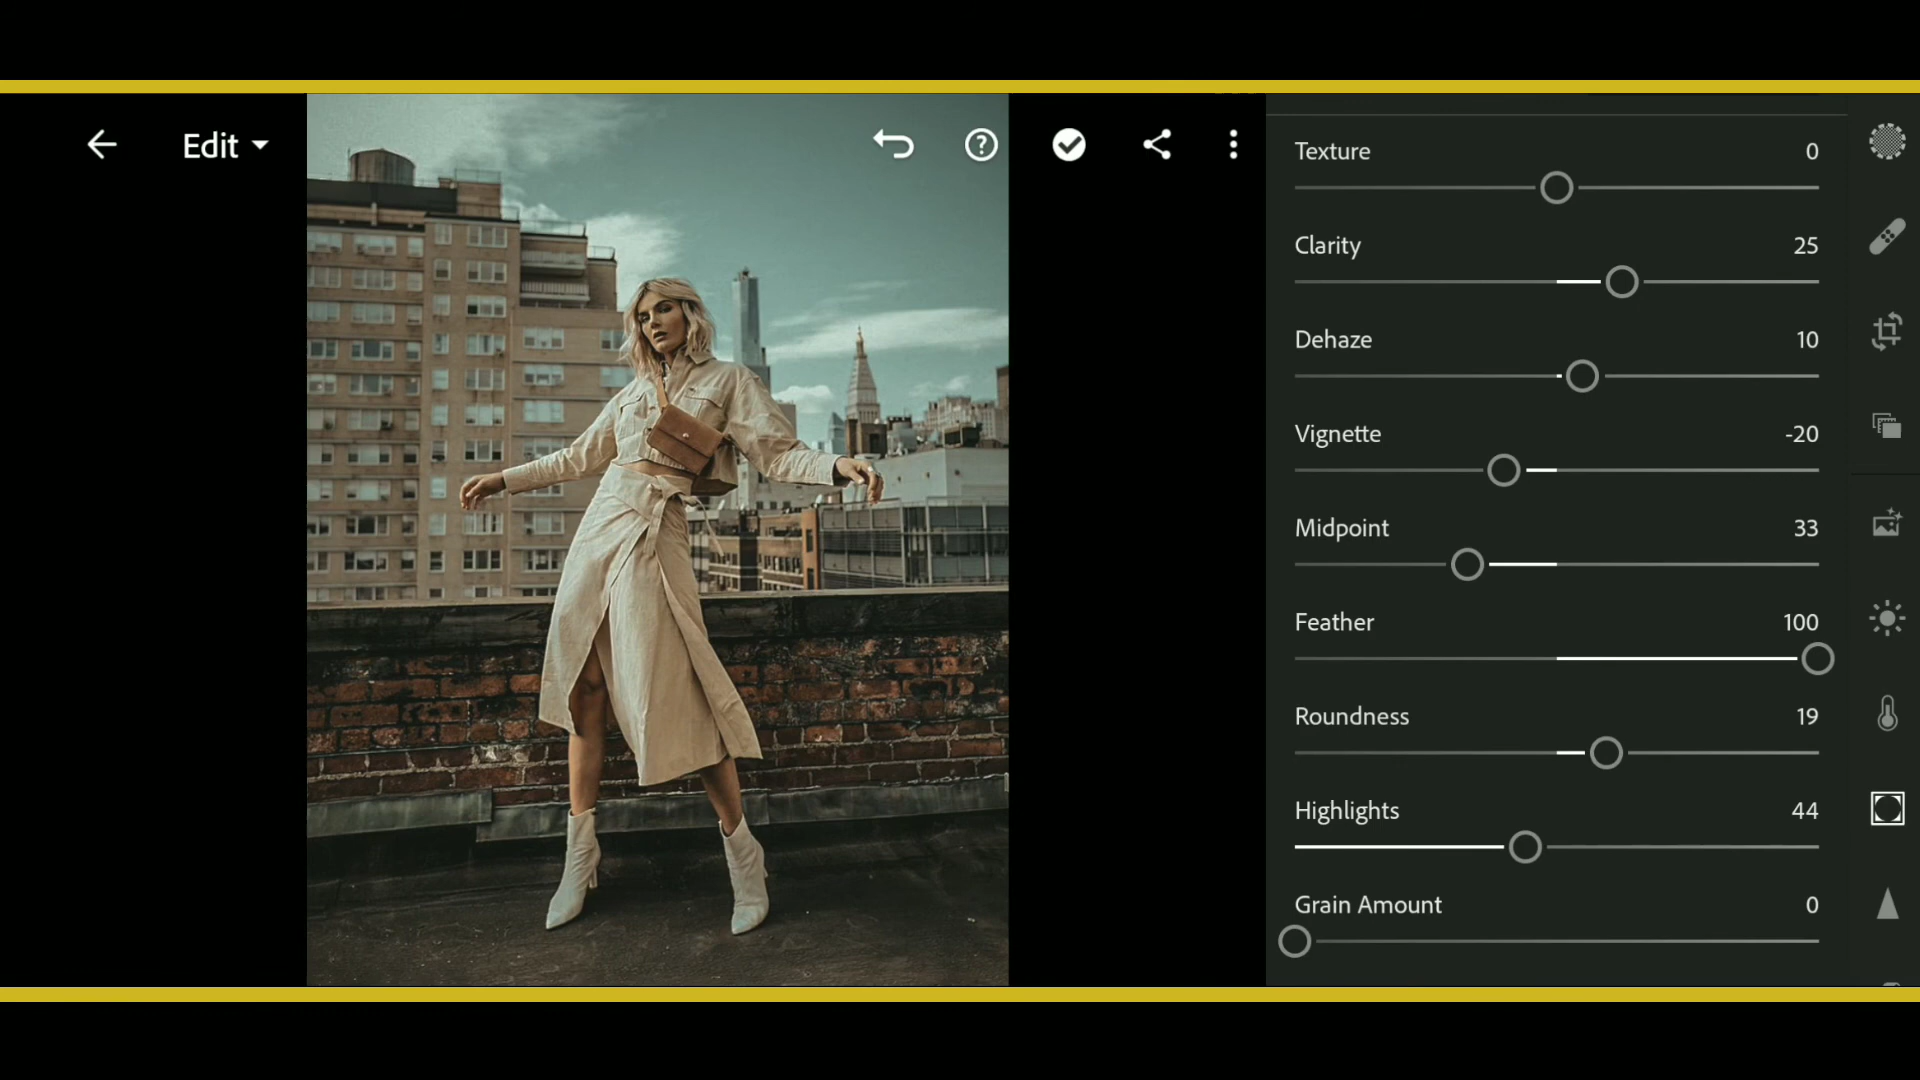 Edit
Texture 0
Clarity 25
Dehaze 10
Vignette -20
Midpoint 33
Feather 100
Roundness 19
Highlights 44
Grain Amount 0